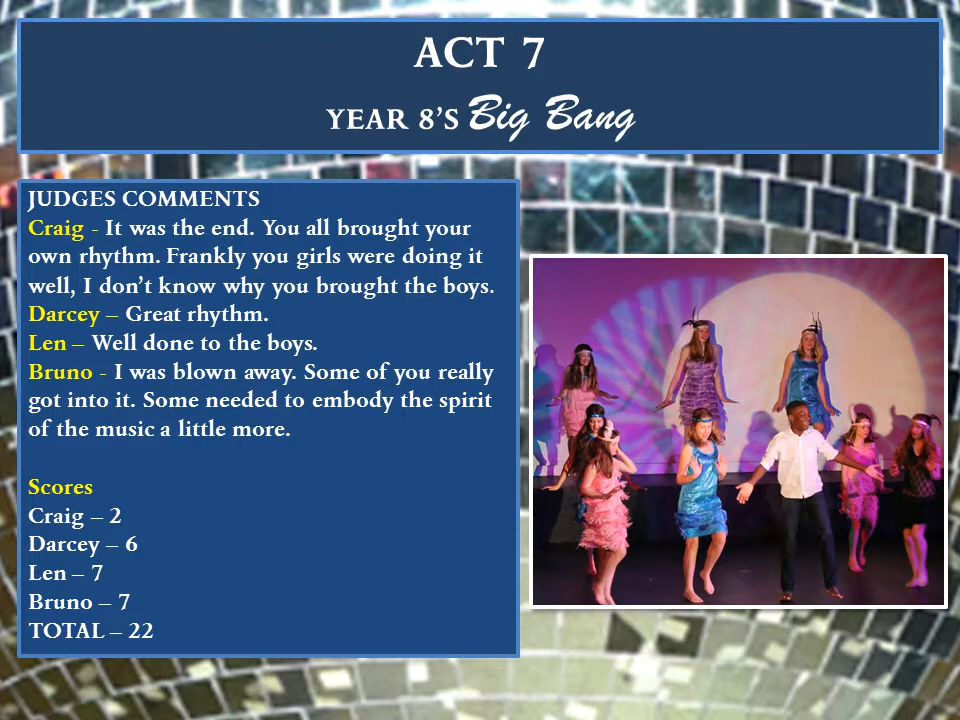 ACT 7
YEAR 8’S Big Bang
JUDGES COMMENTS
Craig - It was the end. You all brought your
own rhythm. Frankly you girls were doing it
well, I don’t know why you brought the boys.
Darcey – Great rhythm.
Len – Well done to the boys.
Bruno - I was blown away. Some of you really
got into it. Some needed to embody the spirit
of the music a little more.
Scores
Craig – 2
Darcey – 6
Len – 7
Bruno – 7
TOTAL – 22